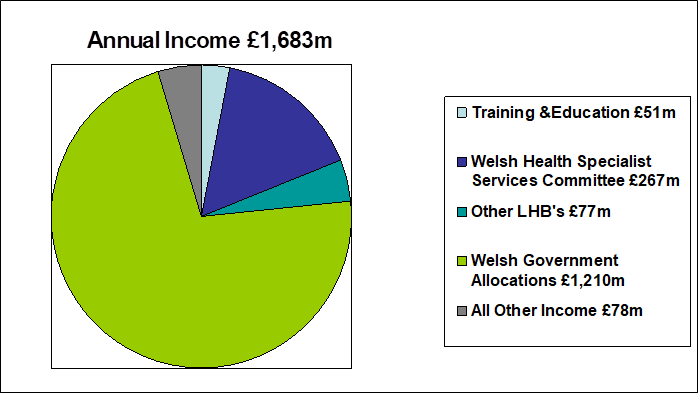 Annual Income £1,683m
Training &Education £51m
Welsh Health Specialist
Services Committee £267m
Other LHB's £77m
Welsh Government
Allocations £1,210m
All Other Income £78m